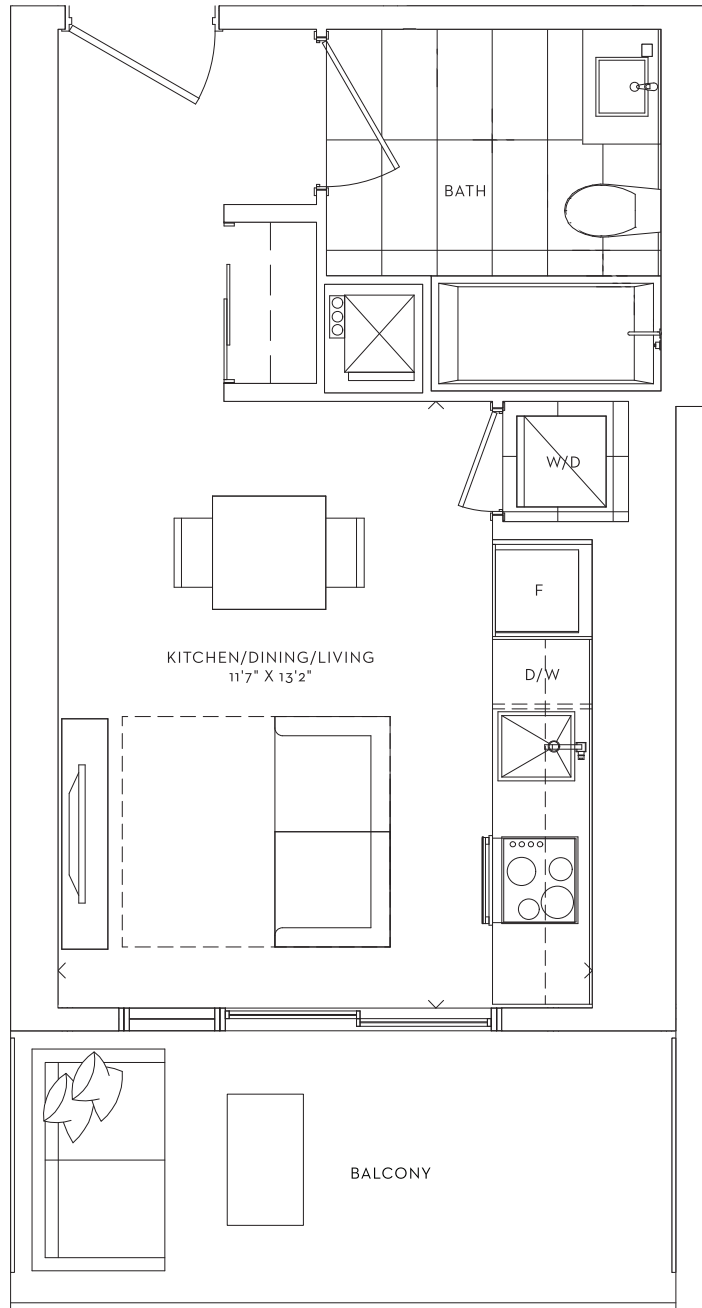 BATH
W/D
F
KITCHEN/DINING/LIVING
11'7" X 13'2"
D/W
BALCONY